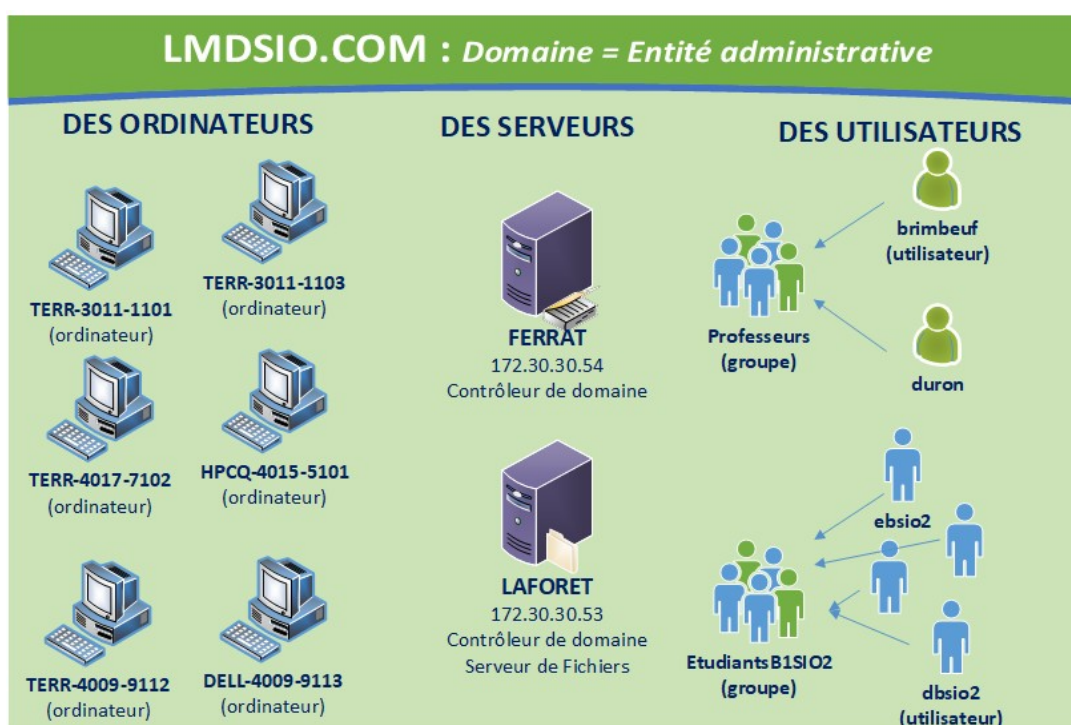 LMDSIO.COM : Domaine = Entité administrative
DES ORDINATEURS
TERR-3011-1101
(ordinateur)
TERR-3011-1103
(ordinateur)
TERR-4017-7102
(ordinateur)
HPCQ-4015-5101
(ordinateur)
TERR-4009-9112
(ordinateur)
DELL-4009-9113
(ordinateur)
DES SERVEURS
FERRAT
172.30.30.54
Contrôleur de domaine
LAFORET
172.30.30.53
Contrôleur de domaine
Serveur de Fichiers
DES UTILISATEURS
brimbeuf
(utilisateur)
Professeurs
(groupe)
duron
ebsio2
EtudiantsB1SIO2
(groupe)
dbsio2
(utilisateur)